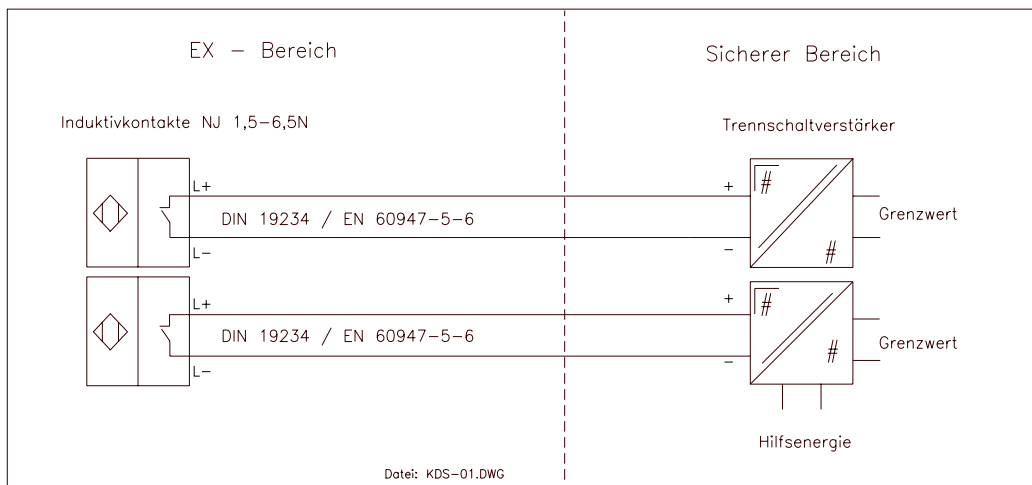 EX – Bereich
Sicherer Bereich
Induktivkontakte NJ 1,5–6,5N
Trennschaltverstärker
L+
+
#
DIN 19234 / EN 60947-5-6
Grenzwert
L–
–
#
L+
+
#
DIN 19234 / EN 60947-5-6
Grenzwert
L–
–
#
Hilfsenergie
Datei: KDS–01.DWG